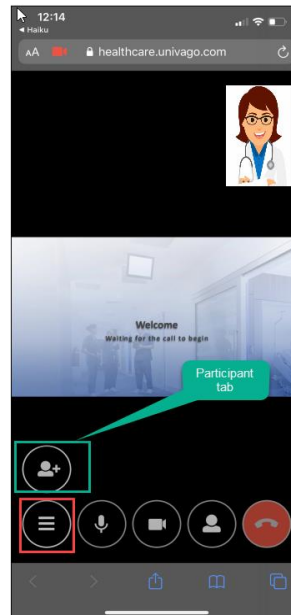 12:14
◀ Haiku
AA healthcare.univago.com
Welcome
Waiting for the call to begin
Participant
tab